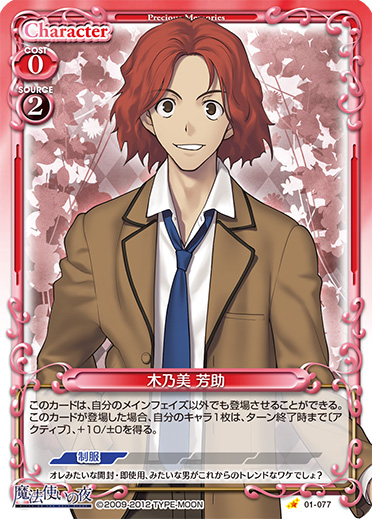 Precious Memories
Character
COST
0
SOURCE
2
木乃美 芳助
このカードは、自分のメインフェイズ以外でも登場させることができる。
このカードが登場した場合、自分のキャラ1枚は、ターン終了時まで〔ア
クティブ〕、+10/±0を得る。
制服
オレみたいな開封・即使用、みたいな男がこれからのトレンドなワケでしょ?
魔法使いの夜
©2009-2012 TYPE-MOON
01-077